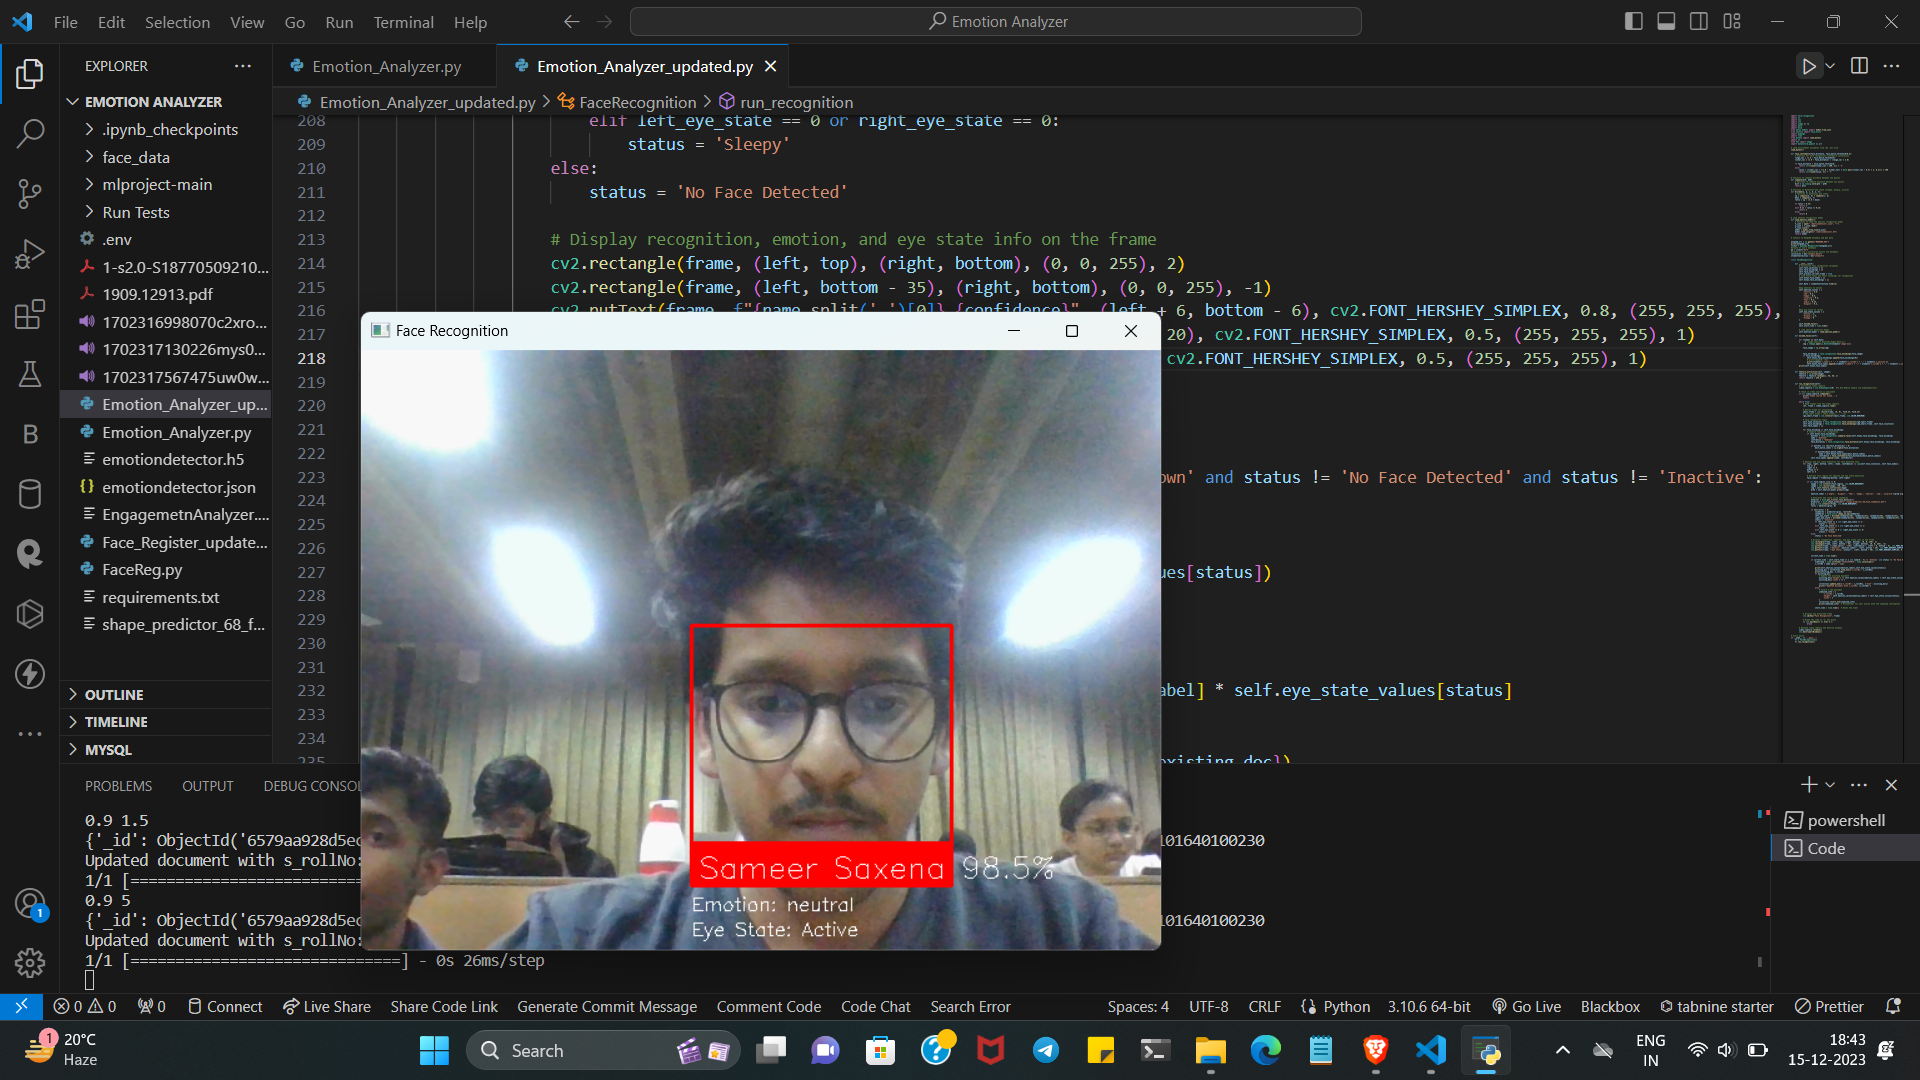 File Edit Selection View Go Run Terminal Help
Emotion Analyzer
EXPLORER
EMOTION ANALYZER
.ipynb_checkpoints
face_data
mlproject-main
Run Tests
.env
1-s2.0-S18770509210...
1909.12913.pdf
1702316998070c2xro...
1702317130226mys0...
1702317567475uw0w...
Emotion_Analyzer_up...
Emotion_Analyzer.py
emotiondetector.h5
emotiondetector.json
EngagemetnAnalyzer....
Face_Register_update...
FaceReg.py
requirements.txt
shape_predictor_68_f...
OUTLINE
TIMELINE
MYSQL
Emotion_Analyzer.py
Emotion_Analyzer_updated.py
Emotion_Analyzer_updated.py > FaceRecognition > run_recognition
208 elif left_eye_state == 0 or right_eye_state == 0:
209 status = 'Sleepy'
210 else:
211 status = 'No Face Detected'
212
213 # Display recognition, emotion, and eye state info on the frame
214 cv2.rectangle(frame, (left, top), (right, bottom), (0, 0, 255), 2)
215 cv2.rectangle(frame, (left, bottom - 35), (right, bottom), (0, 0, 255), -1)
216 cv2.putText(frame, f"{name.split('_')[0]} {confidence}", (left + 6, bottom - 6), cv2.FONT_HERSHEY_SIMPLEX, 0.8, (255, 255, 255),
217 20), cv2.FONT_HERSHEY_SIMPLEX, 0.5, (255, 255, 255), 1)
218 cv2.FONT_HERSHEY_SIMPLEX, 0.5, (255, 255, 255), 1)
219
220
221
222
223 own' and status != 'No Face Detected' and status != 'Inactive':
224
225
226
227 ues[status])
228
229
230
231
232 abel] * self.eye_state_values[status]
233
234
235 existing_doc})
Face Recognition
Sameer Saxena 98.5%
Emotion: neutral
Eye State: Active
PROBLEMS OUTPUT DEBUG CONSOL
0.9 1.5
{'_id': ObjectId('6579aa928d5ec 101640100230
Updated document with s_rollNo:
1/1 [=======================
0.9 5
{'_id': ObjectId('6579aa928d5ec 101640100230
Updated document with s_rollNo:
1/1 [==============================] - 0s 26ms/step
powershell
Code
1
0 0 0 Connect Live Share Share Code Link Generate Commit Message Comment Code Code Chat Search Error Spaces: 4 UTF-8 CRLF Python 3.10.6 64-bit Go Live Blackbox tabnine starter Prettier
1
20°C
Haze
Search
ENG
IN
18:43
15-12-2023